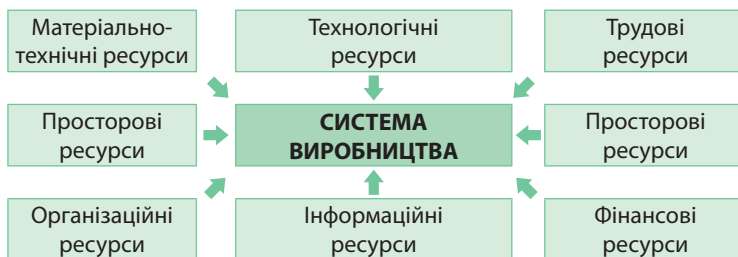 Матеріально-
технічні ресурси
Технологічні
ресурси
Трудові
ресурси
Просторові
ресурси
СИСТЕМА
ВИРОБНИЦТВА
Просторові
ресурси
Організаційні
ресурси
Інформаційні
ресурси
Фінансові
ресурси